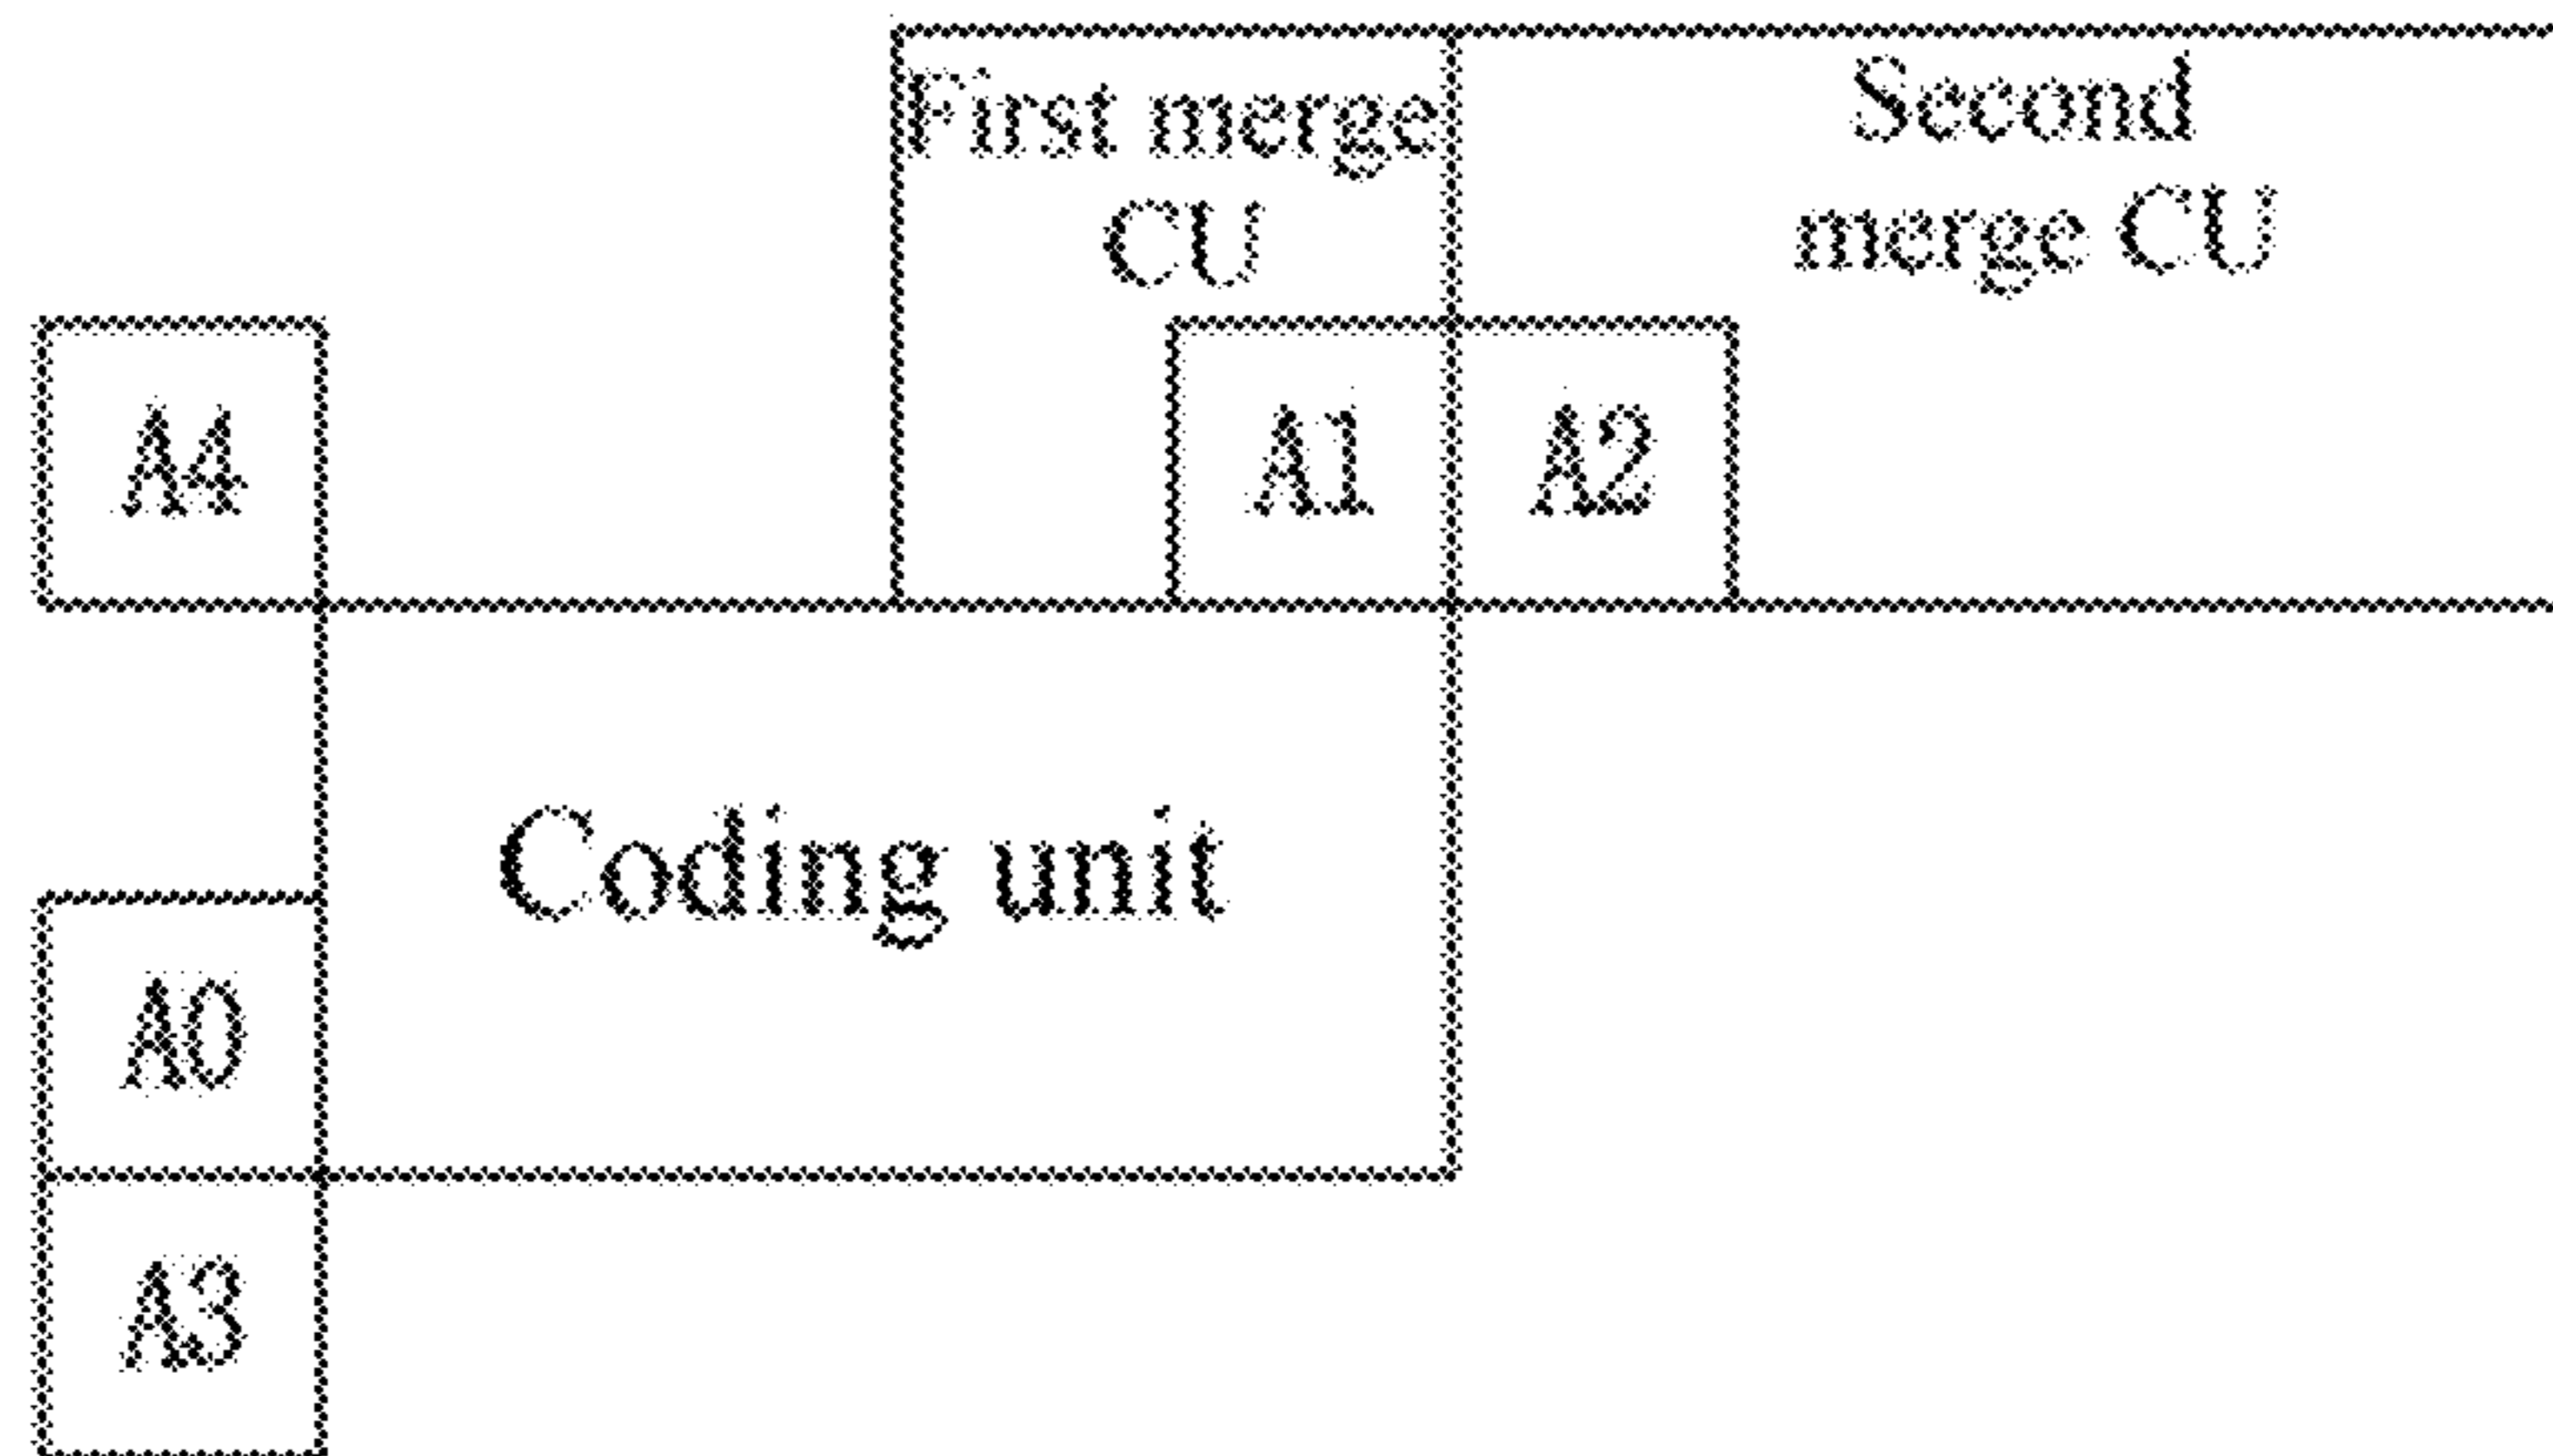 First merge
CU
Second
merge CU
A4
A1
A2
Coding unit
A0
A3